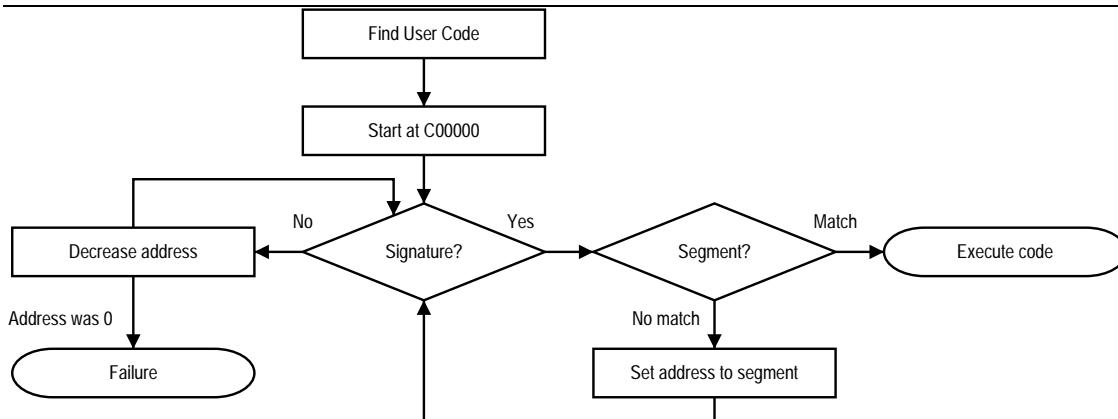 Find User Code
Start at C00000
No
Yes
Match
Decrease address
Signature?
Segment?
Execute code
Address was 0
No match
Failure
Set address to segment